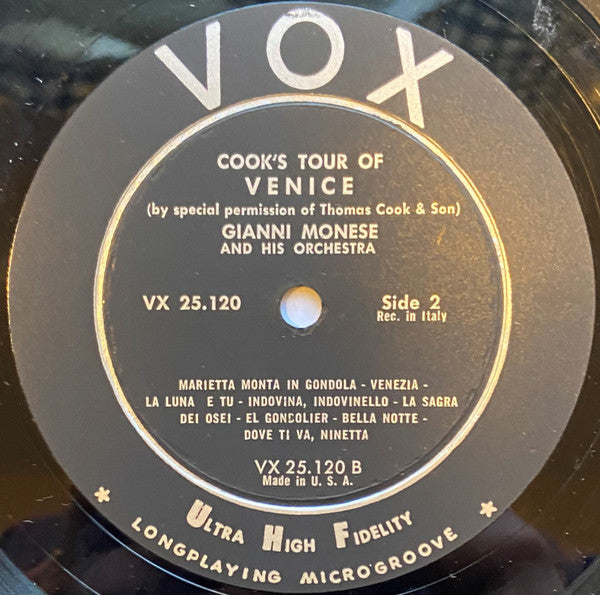 VOX
COOK'S TOUR OF
VENICE
(by special permission of Thomas Cook & Son)
GIANNI MONESE
AND HIS ORCHESTRA
VX 25.120 Side 2
Rec. in Italy
MARIETTA MONTA IN GONDOLA - VENEZIA -
LA LUNA E TU - INDOVINA, INDOVINELLO - LA SAGRA
DEI OSEI - EL GONDOLIER - BELLA NOTTE -
DOVE TI VA, NINETTA
VX 25.120 B
Made in U. S. A.
ULTRA HIGH FIDELITY
* LONGPLAYING MICROGROOVE *